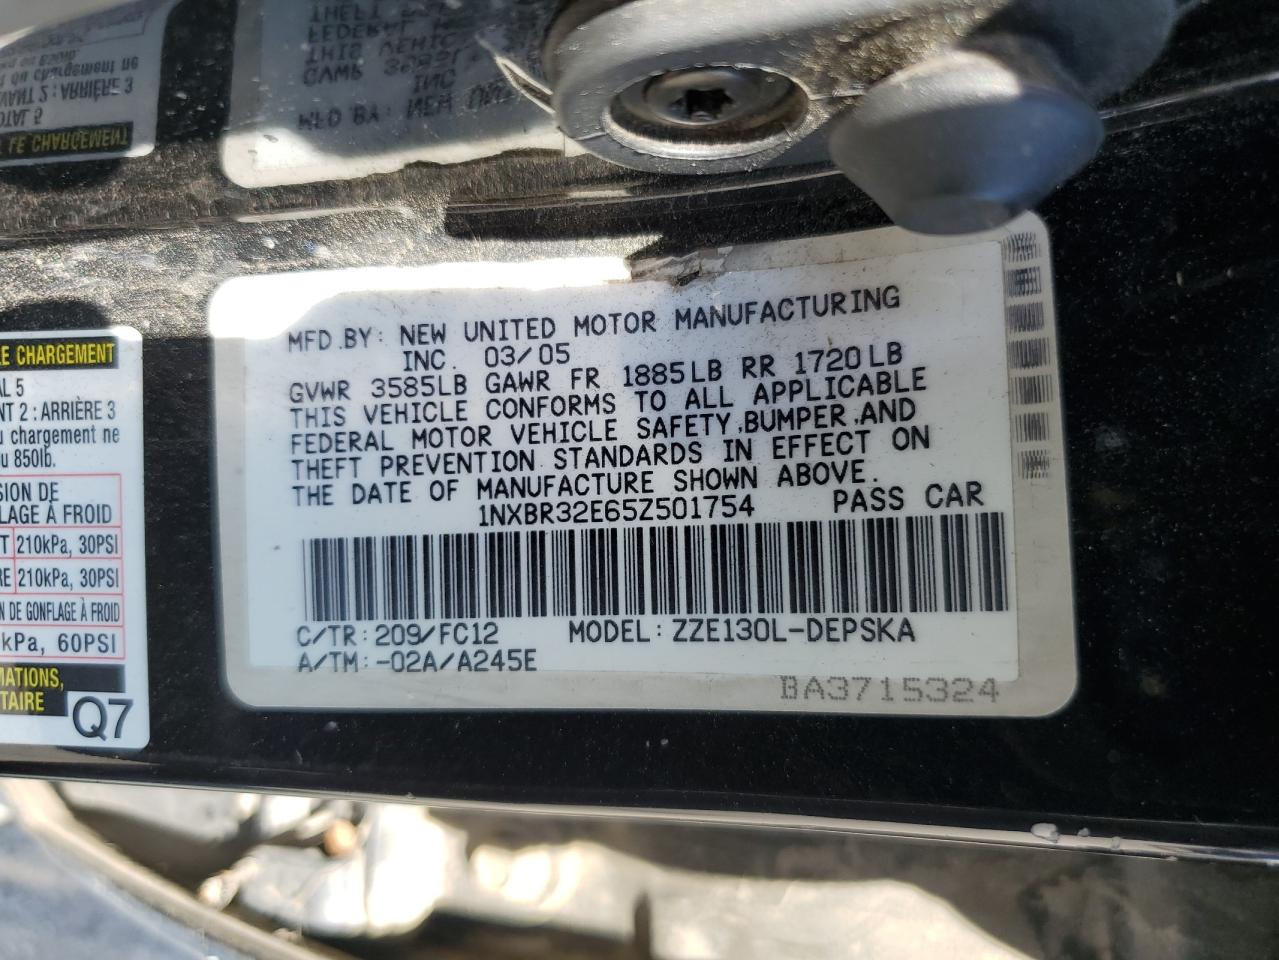 LE CHARGEMENT
AL 5
NT 2 : ARRIÈRE 3
u chargement ne
u 850lb.
SION DE
LAGE À FROID
T 210kPa, 30PSI
RE 210kPa, 30PSI
N DE GONFLAGE À FROID
kPa, 60PSI
MATIONS,
TAIRE
Q7
MFD.BY: NEW UNITED MOTOR MANUFACTURING
INC. 03/05
GVWR 3585LB GAWR FR 1885LB RR 1720LB
THIS VEHICLE CONFORMS TO ALL APPLICABLE
FEDERAL MOTOR VEHICLE SAFETY,BUMPER,AND
THEFT PREVENTION STANDARDS IN EFFECT ON
THE DATE OF MANUFACTURE SHOWN ABOVE.
1NXBR32E65Z501754 PASS CAR
C/TR:209/FC12 MODEL:ZZE130L-DEPSKA
A/TM:-02A/A245E
BA3715324